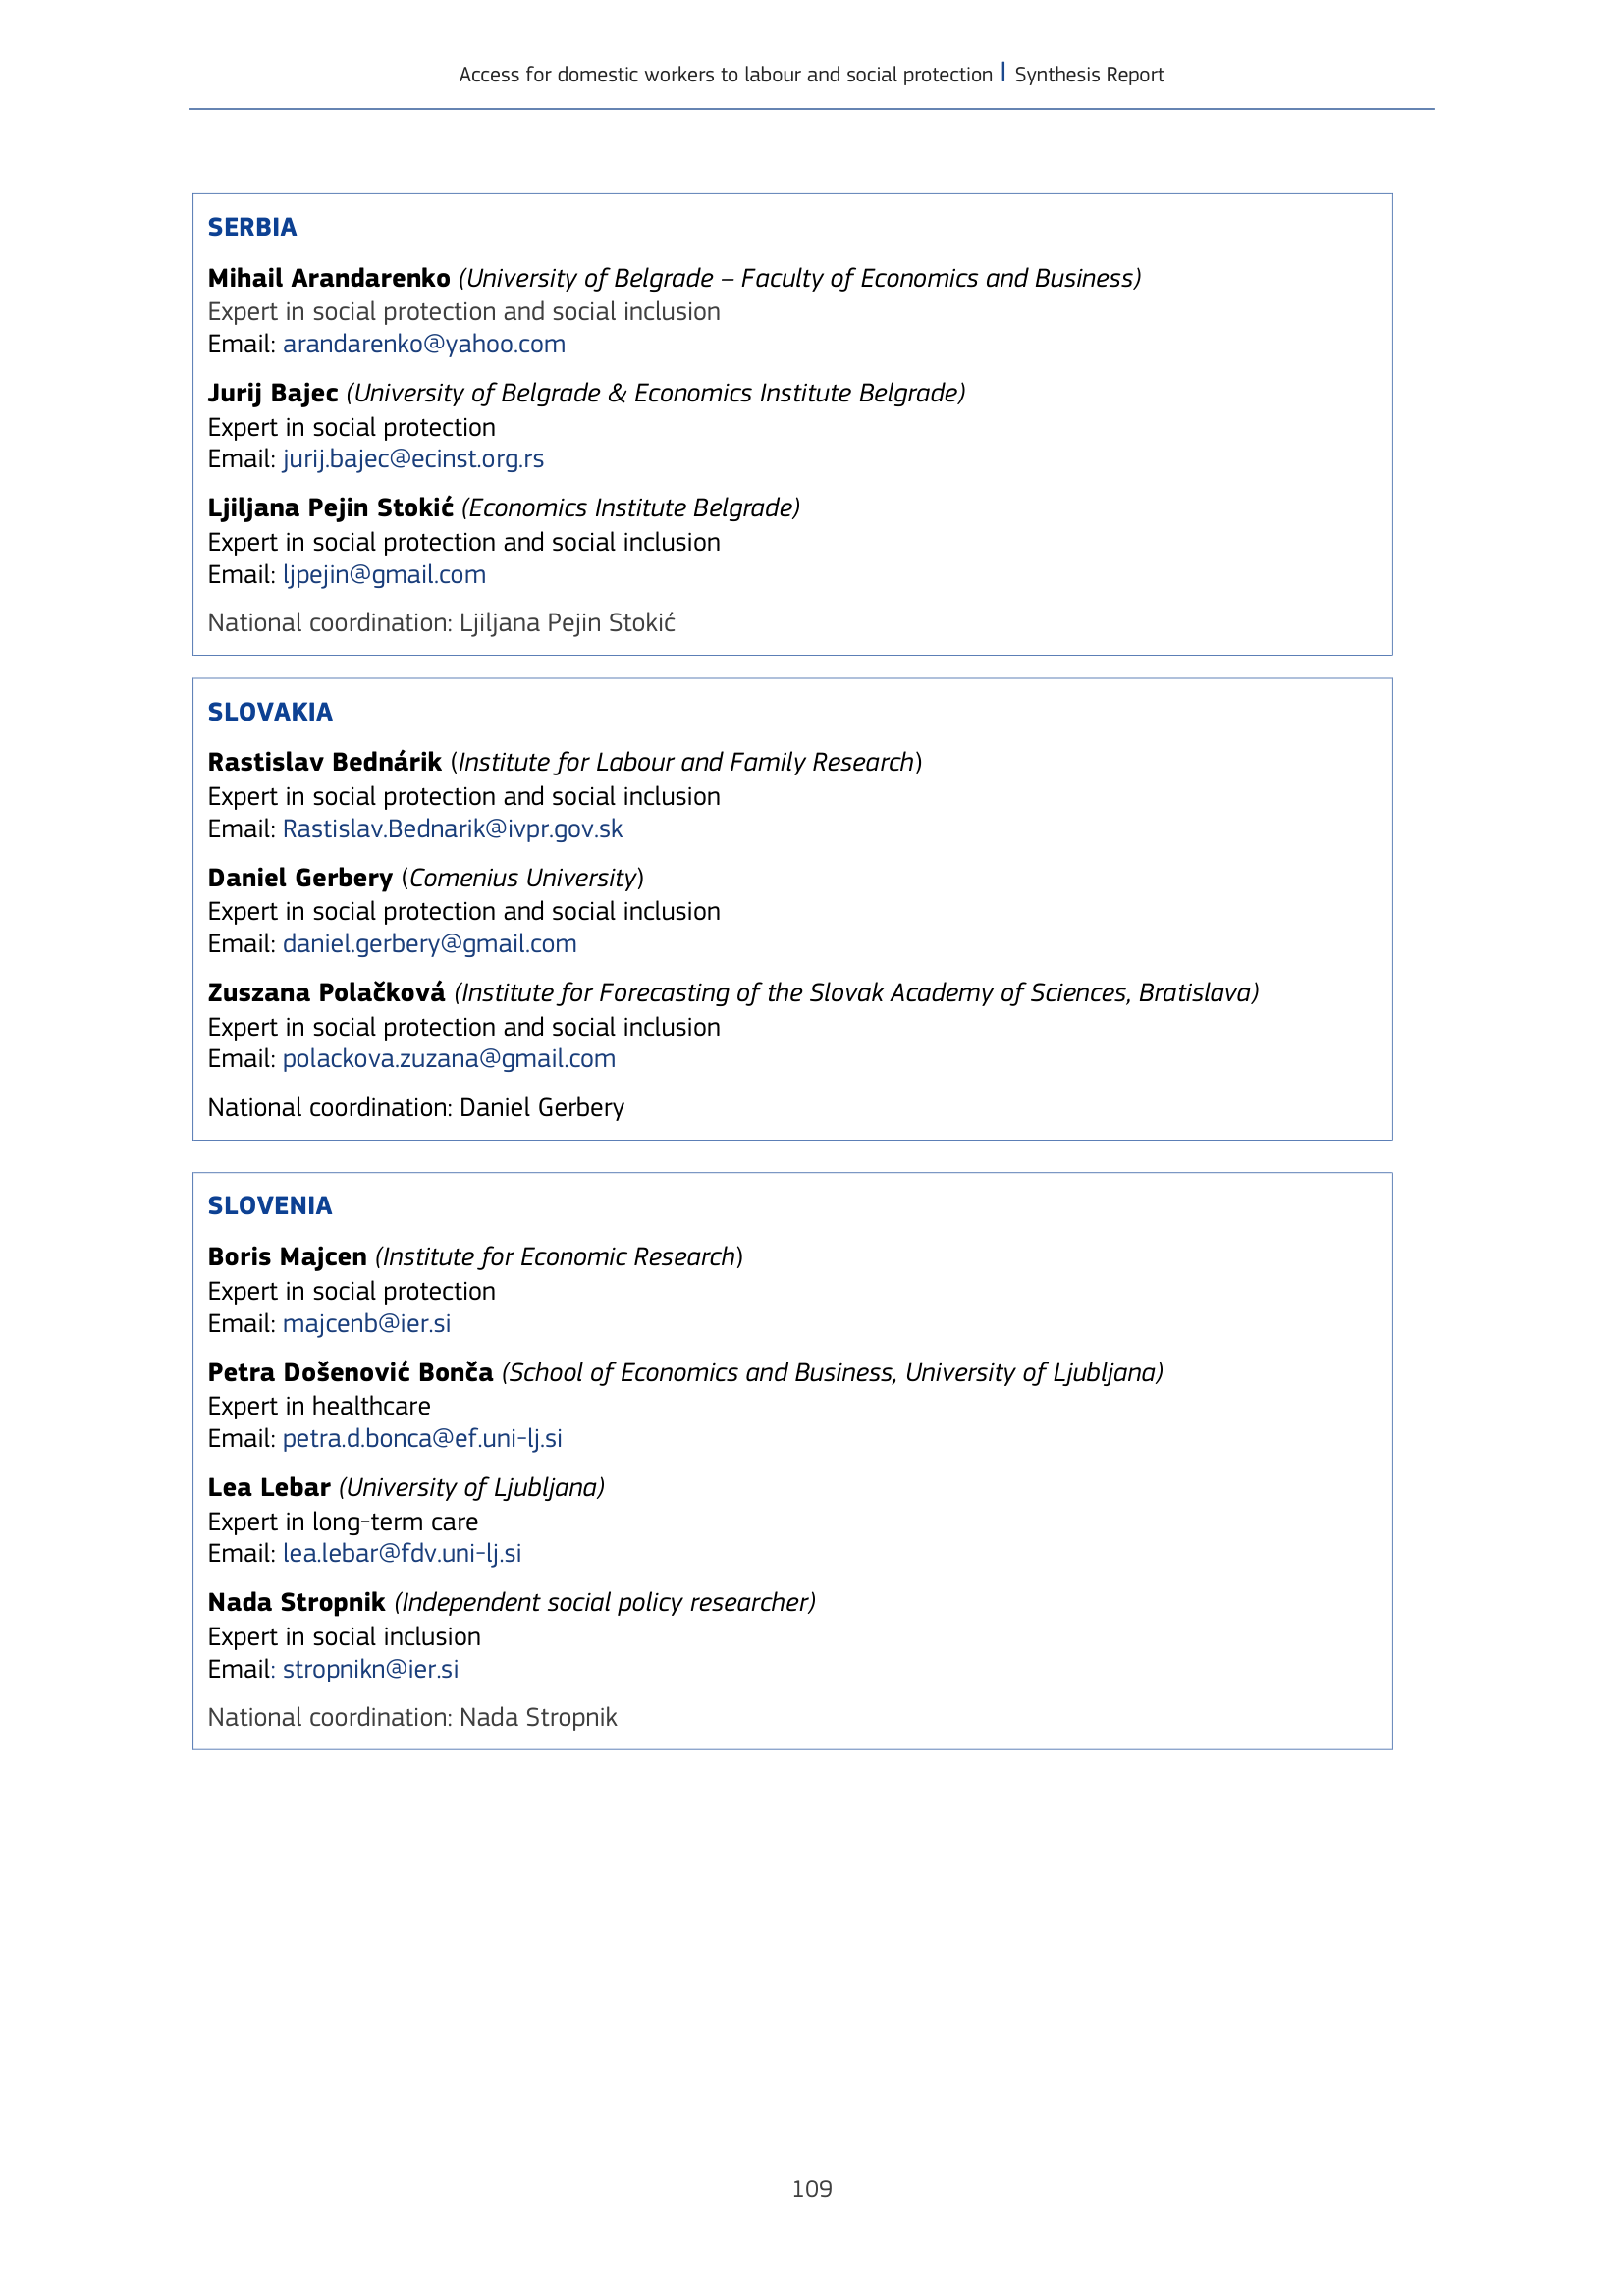 Access for domestic workers to labour and social protection | Synthesis Report
SERBIA
Mihail Arandarenko (University of Belgrade – Faculty of Economics and Business)
Expert in social protection and social inclusion
Email: arandarenko@yahoo.com
Jurij Bajec (University of Belgrade & Economics Institute Belgrade)
Expert in social protection
Email: jurij.bajec@ecinst.org.rs
Ljiljana Pejin Stokić (Economics Institute Belgrade)
Expert in social protection and social inclusion
Email: ljpejin@gmail.com
National coordination: Ljiljana Pejin Stokić
SLOVAKIA
Rastislav Bednárik (Institute for Labour and Family Research)
Expert in social protection and social inclusion
Email: Rastislav.Bednarik@ivpr.gov.sk
Daniel Gerbery (Comenius University)
Expert in social protection and social inclusion
Email: daniel.gerbery@gmail.com
Zuszana Polačková (Institute for Forecasting of the Slovak Academy of Sciences, Bratislava)
Expert in social protection and social inclusion
Email: polackova.zuzana@gmail.com
National coordination: Daniel Gerbery
SLOVENIA
Boris Majcen (Institute for Economic Research)
Expert in social protection
Email: majcenb@ier.si
Petra Došenović Bonča (School of Economics and Business, University of Ljubljana)
Expert in healthcare
Email: petra.d.bonca@ef.uni-lj.si
Lea Lebar (University of Ljubljana)
Expert in long-term care
Email: lea.lebar@fdv.uni-lj.si
Nada Stropnik (Independent social policy researcher)
Expert in social inclusion
Email: stropnikn@ier.si
National coordination: Nada Stropnik
109